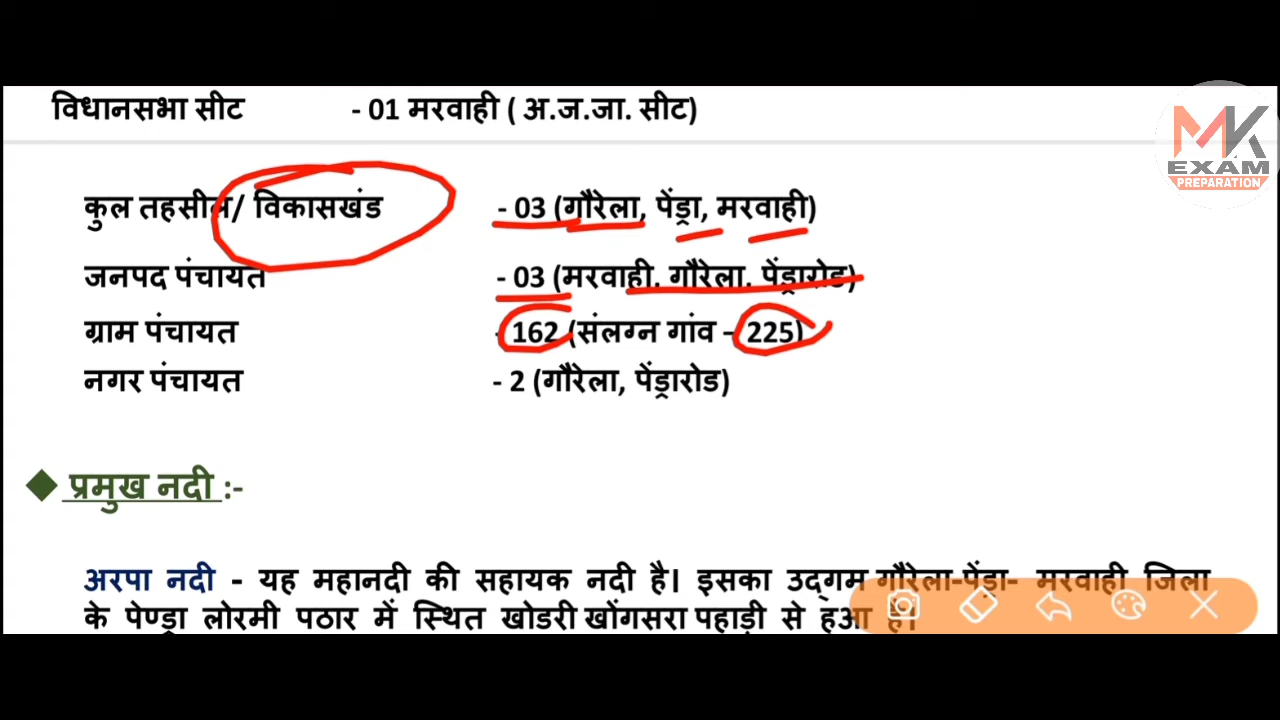 विधानसभा सीट - 01 मरवाही ( अ.ज.जा. सीट)
MK
EXAM
PREPARATION
कुल तहसील/ विकासखंड - 03 (गौरेला, पेंड्रा, मरवाही)
जनपद पंचायत - 03 (मरवाही. गौरेला. पेंड्रारोड)
ग्राम पंचायत - 162 (संलग्न गांव – 225)
नगर पंचायत - 2 (गौरेला, पेंड्रारोड)
प्रमुख नदी :-
अरपा नदी - यह महानदी की सहायक नदी है। इसका उद्गम गौरेला-पेंड्रा- मरवाही जिला
के पेण्ड्रा लोरमी पठार में स्थित खोडरी खोंगसरा पहाड़ी से हुआ है।